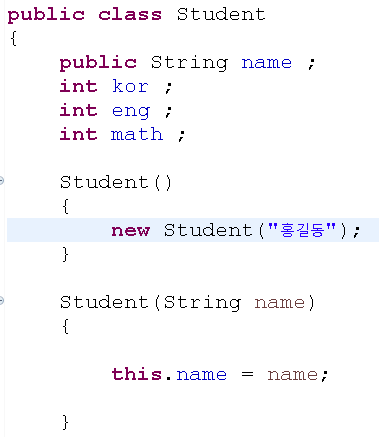 public class Student
{
public String name ;
int kor ;
int eng ;
int math ;
Student()
{
new Student("홍길동");
}
Student(String name)
{
this.name = name;
}